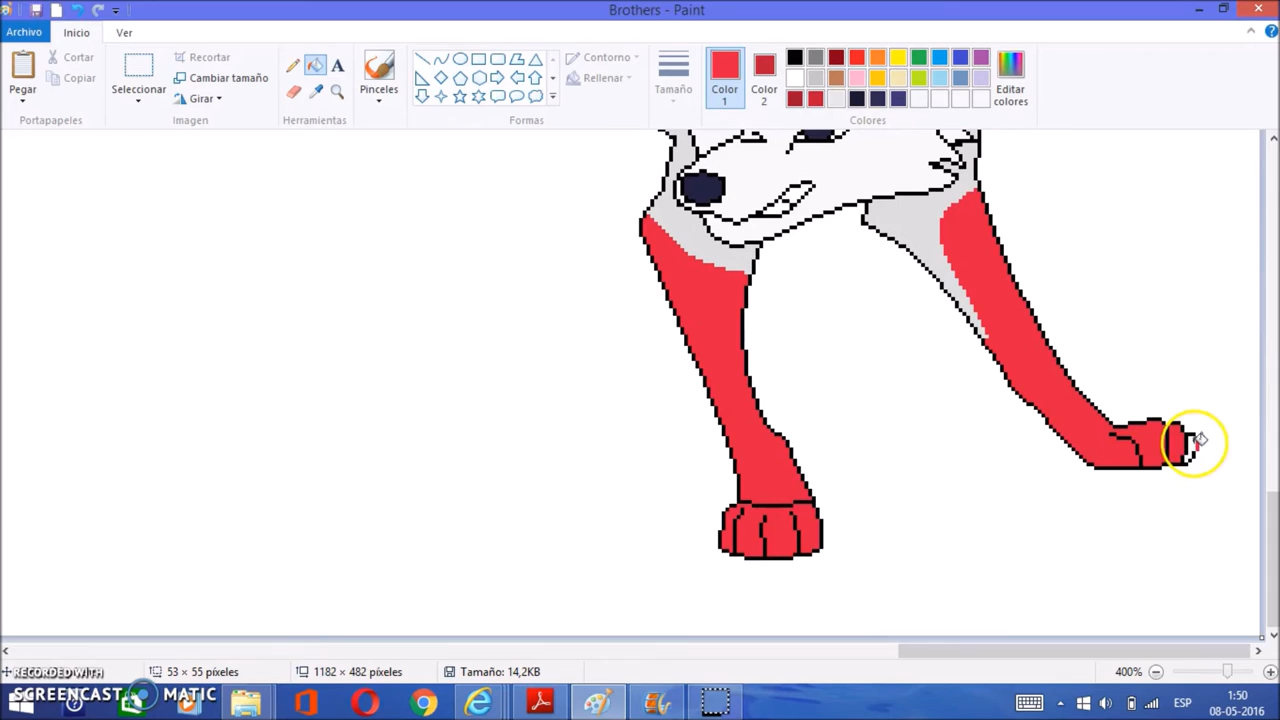 Brothers - Paint
Archivo Inicio Ver
Pegar
Cortar
Copiar
Portapapeles
Seleccionar
Recortar
Cambiar tamaño
Girar
Imagen
A
Herramientas
Pinceles
Contorno
Rellenar
Formas
Tamaño
Color 1
Color 2
Editar colores
Colores
53 × 55 píxeles
1182 × 482 píxeles
Tamaño: 14,2KB
400%
RECORDED WITH
SCREENCAST MATIC
ESP
1:50
08-05-2016